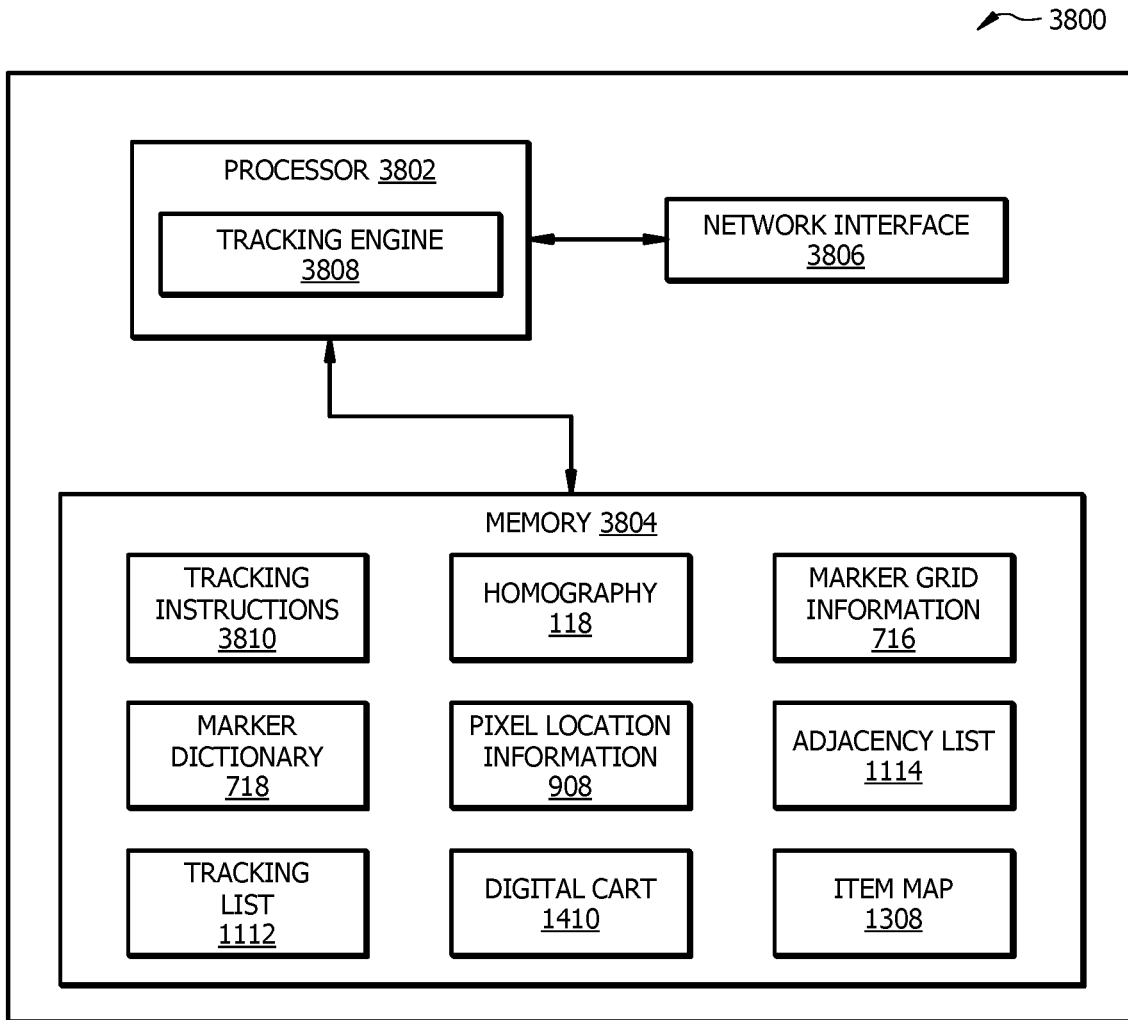 3800
PROCESSOR 3802
TRACKING ENGINE
3808
NETWORK INTERFACE
3806
MEMORY 3804
TRACKING
INSTRUCTIONS
3810
HOMOGRAPHY
118
MARKER GRID
INFORMATION
716
MARKER
DICTIONARY
718
PIXEL LOCATION
INFORMATION
908
ADJACENCY LIST
1114
TRACKING
LIST
1112
DIGITAL CART
1410
ITEM MAP
1308